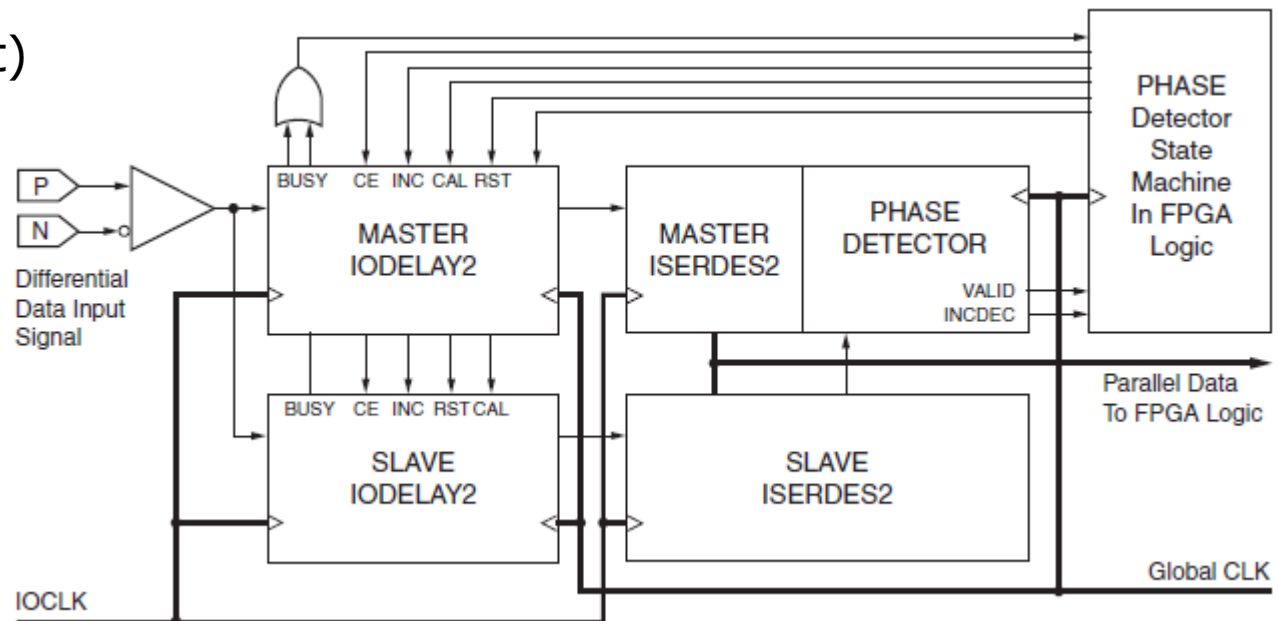 t)
PHASE
Detector
State
Machine
In FPGA
Logic
BUSY CE INC CAL RST
P
N
Differential
Data Input
Signal
MASTER
IODELAY2
MASTER
ISERDES2
PHASE
DETECTOR
VALID
INCDEC
Parallel Data
To FPGA Logic
BUSY CE INC RST CAL
SLAVE
IODELAY2
SLAVE
ISERDES2
Global CLK
IOCLK